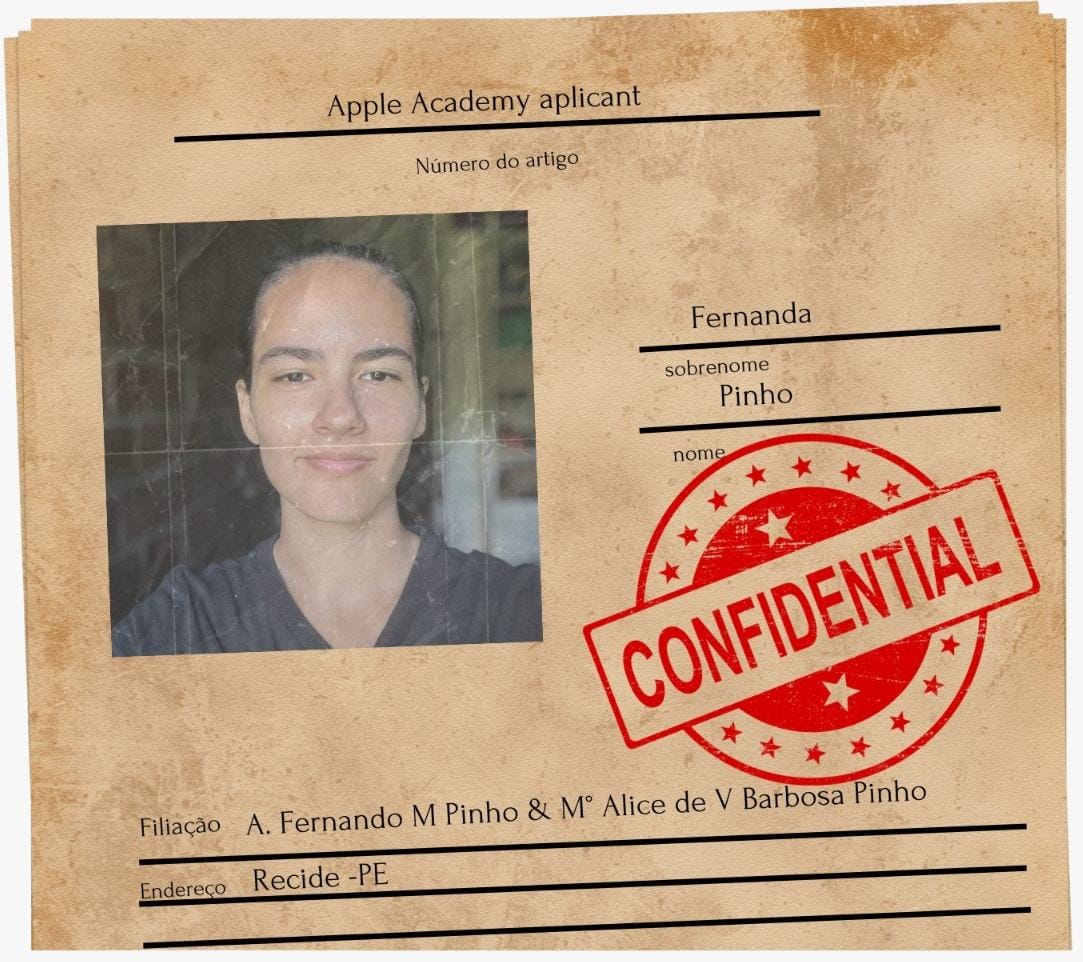 Apple Academy aplicant
Número do artigo
Fernanda
sobrenome
Pinho
nome
CONFIDENTIAL
Filiação A. Fernando M Pinho & M° Alice de V Barbosa Pinho
Endereço Recide -PE